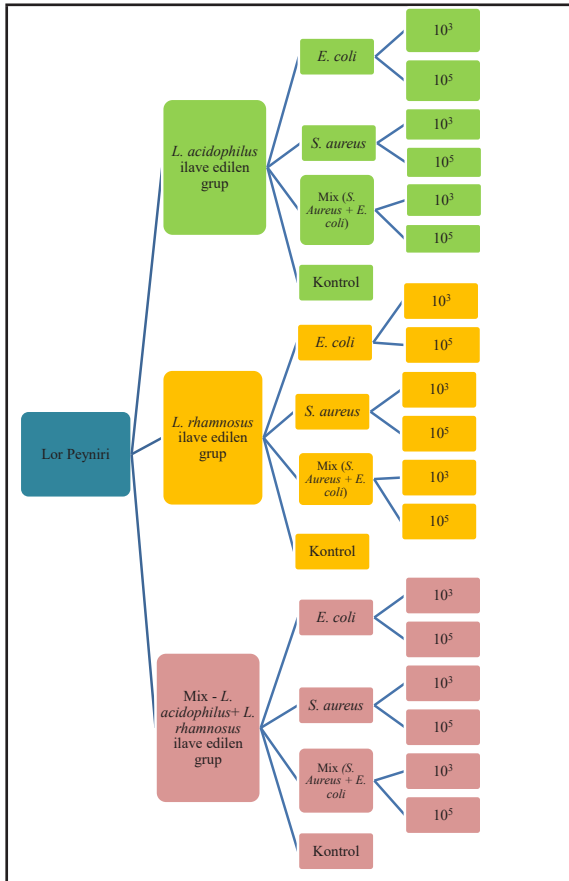 Lor Peyniri
L. acidophilus
ilave edilen
grup
E. coli
10³
10⁵
S. aureus
10³
10⁵
Mix (S.
Aureus + E.
coli)
10³
10⁵
Kontrol
L. rhamnosus
ilave edilen
grup
E. coli
10³
10⁵
S. aureus
10³
10⁵
Mix (S.
Aureus + E.
coli)
10³
10⁵
Kontrol
Mix - L.
acidophilus+ L.
rhamnosus
ilave edilen
grup
E. coli
10³
10⁵
S. aureus
10³
10⁵
Mix (S.
Aureus + E.
coli
10³
10⁵
Kontrol